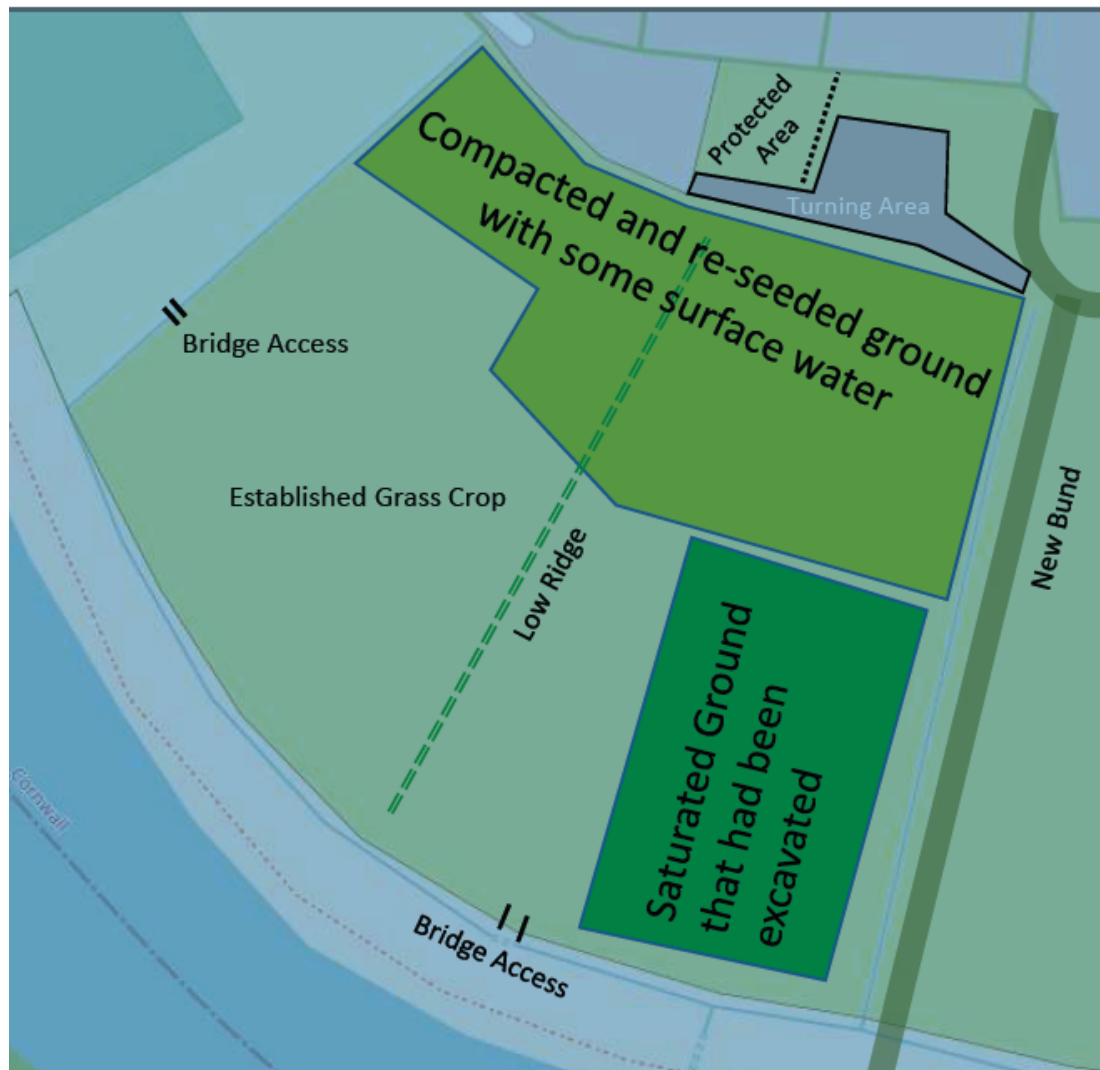 Protected
Area
Compacted and re-seeded ground
with some surface water
Turning Area
Bridge Access
Established Grass Crop
Low Ridge
New Bund
Saturated Ground
that had been
excavated
Cornwall
Bridge Access